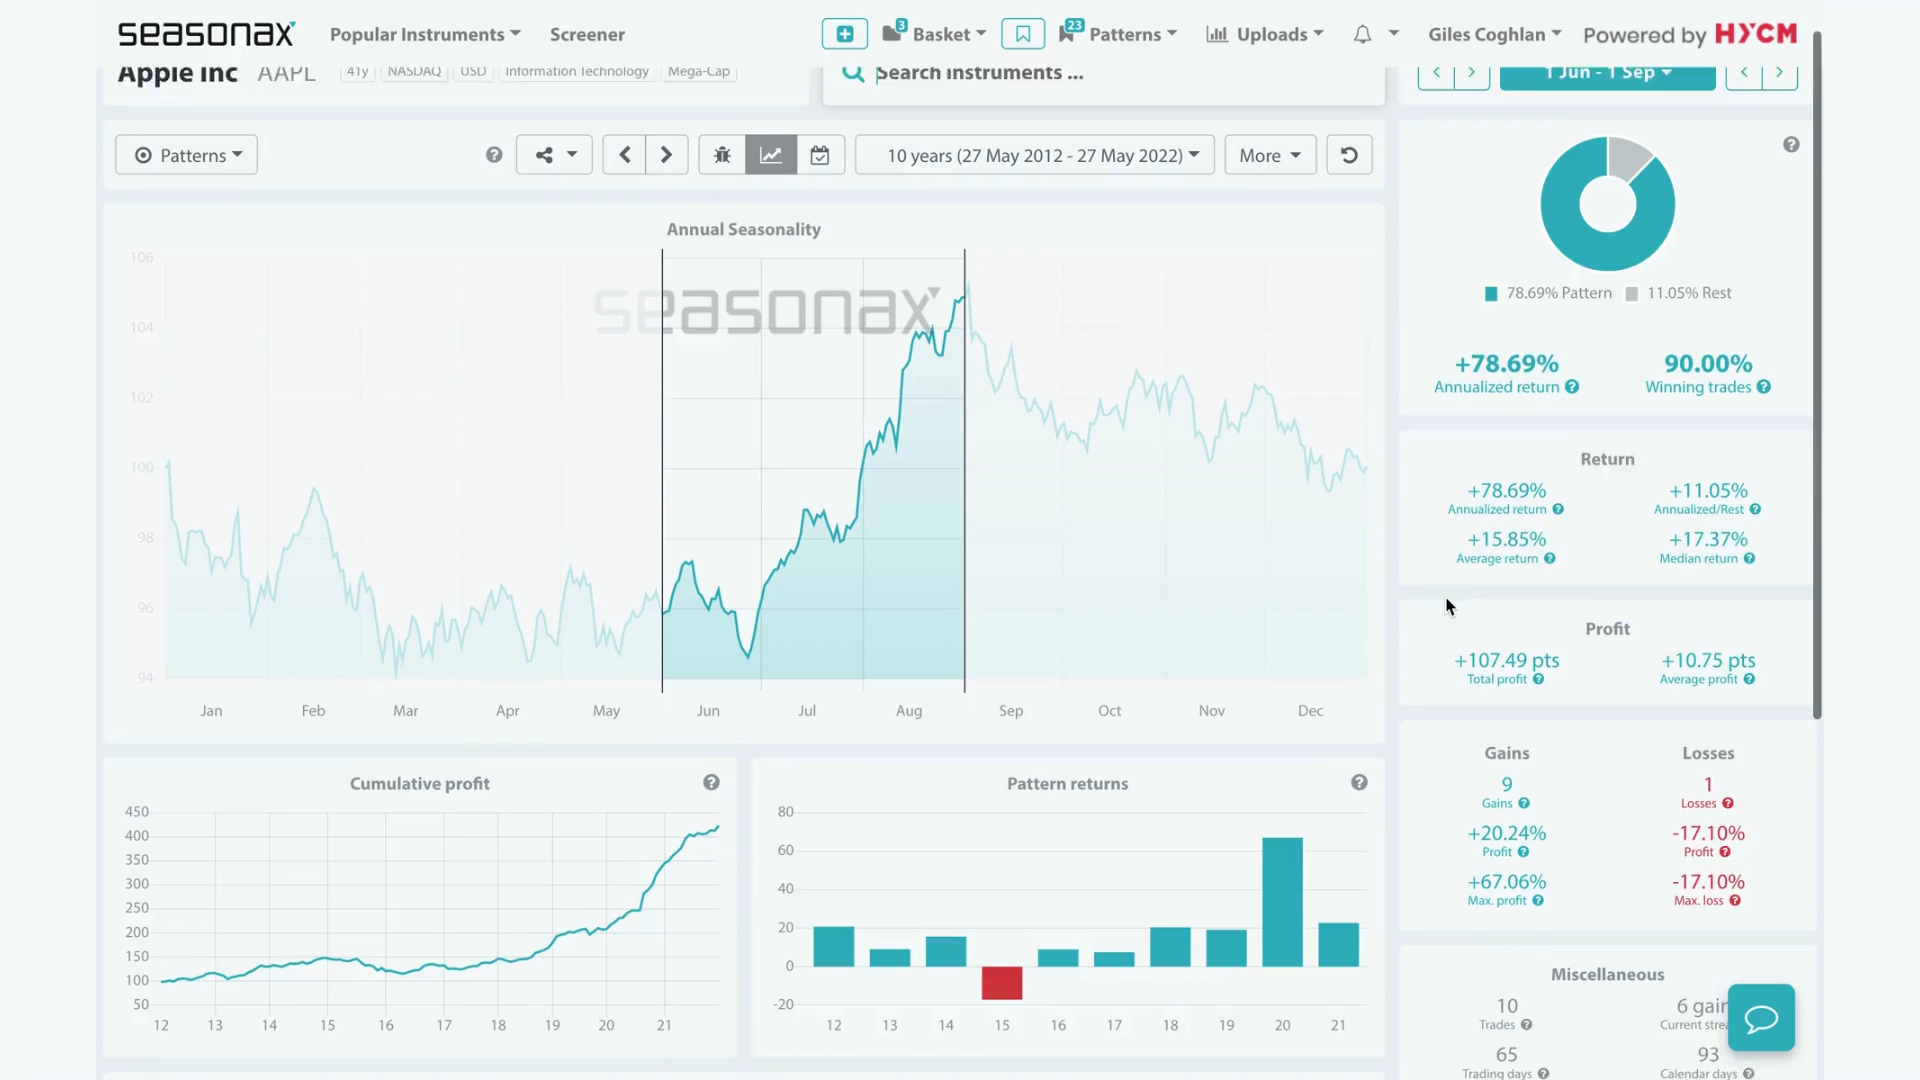 seasonax
Popular Instruments
Screener
3
Basket
23
Patterns
Uploads
Giles Coghlan
Powered by HYCM
Apple Inc AAPL
41y
NASDAQ
USD
Information Technology
Mega-Cap
Search instruments ...
1 Jun - 1 Sep
Patterns
10 years (27 May 2012 - 27 May 2022)
More
Annual Seasonality
seasonax
106
104
102
100
98
96
94
Jan
Feb
Mar
Apr
May
Jun
Jul
Aug
Sep
Oct
Nov
Dec
78.69% Pattern
11.05% Rest
+78.69%
Annualized return
90.00%
Winning trades
Return
+78.69%
Annualized return
+11.05%
Annualized/Rest
+15.85%
Average return
+17.37%
Median return
Profit
+107.49 pts
Total profit
+10.75 pts
Average profit
Gains
9
Gains
+20.24%
Profit
+67.06%
Max. profit
Losses
1
Losses
-17.10%
Profit
-17.10%
Max. loss
Miscellaneous
10
Trades
6 gain
Current
65
Trading days
93
Calendar days
Cumulative profit
450
400
350
300
250
200
150
100
50
12
13
14
15
16
17
18
19
20
21
Pattern returns
80
60
40
20
0
-20
12
13
14
15
16
17
18
19
20
21